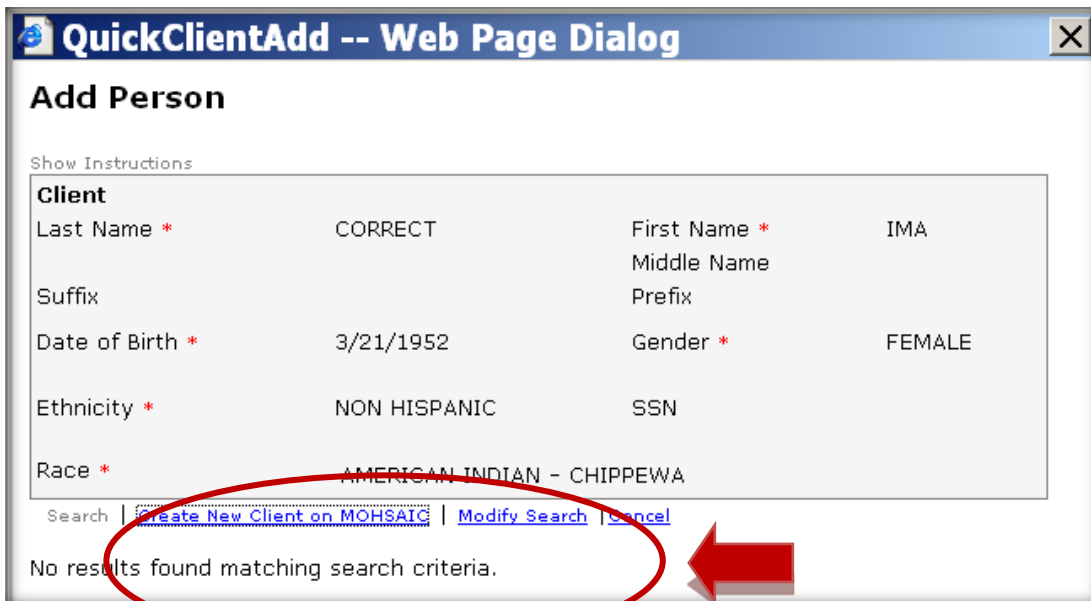 QuickClientAdd -- Web Page Dialog
Add Person
Show Instructions
Client
Last Name * CORRECT First Name * IMA
Middle Name
Suffix Prefix
Date of Birth * 3/21/1952 Gender * FEMALE
Ethnicity * NON HISPANIC SSN
Race * AMERICAN INDIAN - CHIPPEWA
Search | Create New Client on MOHSAIC | Modify Search | Cancel
No results found matching search criteria.